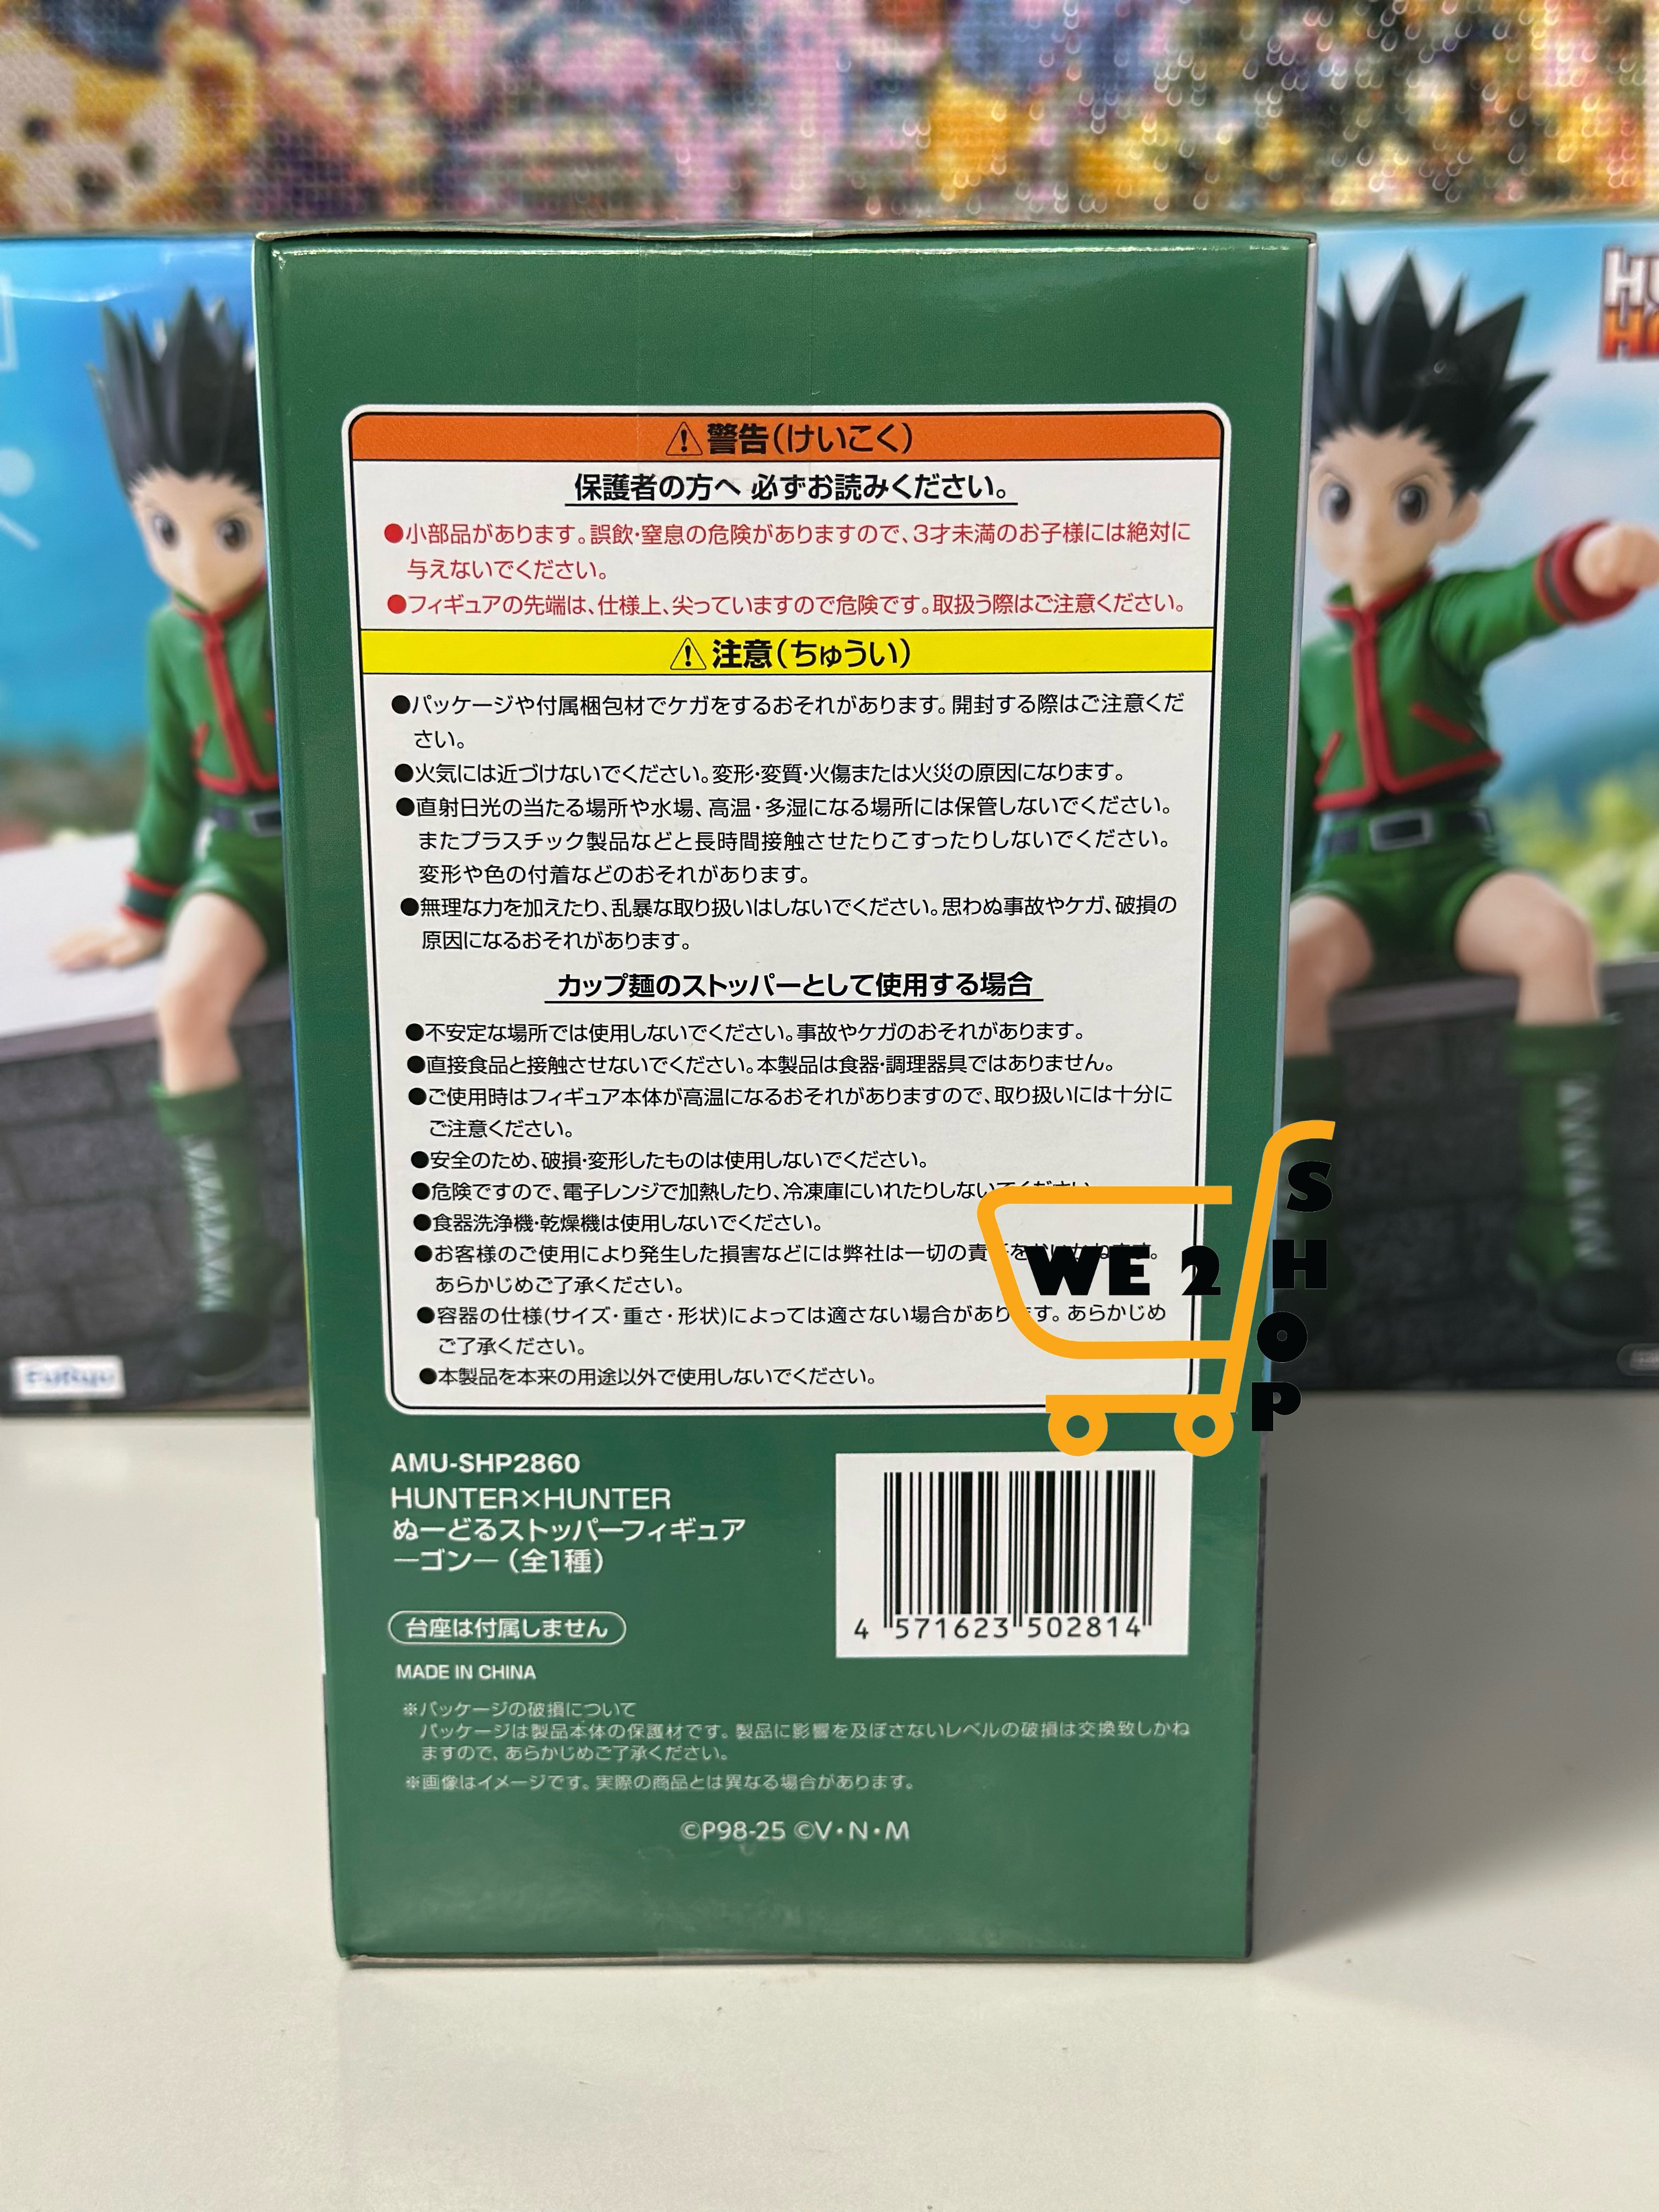 ⚠警告(けいこく)
保護者の方へ 必ずお読みください。
●小部品があります。誤飲・窒息の危険がありますので、3才未満のお子様には絶対に
与えないでください。
●フィギュアの先端は、仕様上、尖っていますので危険です。取扱う際はご注意ください。
⚠注意(ちゅうい)
●パッケージや付属梱包材でケガをするおそれがあります。開封する際はご注意くだ
さい。
●火気には近づけないでください。変形・変質・火傷または火災の原因になります。
●直射日光の当たる場所や水場、高温・多湿になる場所には保管しないでください。
またプラスチック製品などと長時間接触させたりこすったりしないでください。
変形や色の付着などのおそれがあります。
●無理な力を加えたり、乱暴な取り扱いはしないでください。思わぬ事故やケガ、破損の
原因になるおそれがあります。
カップ麺のストッパーとして使用する場合
●不安定な場所では使用しないでください。事故やケガのおそれがあります。
●直接食品と接触させないでください。本製品は食器・調理器具ではありません。
●ご使用時はフィギュア本体が高温になるおそれがありますので、取り扱いには十分に
ご注意ください。
●安全のため、破損・変形したものは使用しないでください。
●危険ですので、電子レンジで加熱したり、冷凍庫にいれたりしないでください。
●食器洗浄機・乾燥機は使用しないでください。
●お客様のご使用により発生した損害などには弊社は一切の責任を
あらかじめご了承ください。
●容器の仕様(サイズ・重さ・形状)によっては適さない場合があります。あらかじめ
ご了承ください。
●本製品を本来の用途以外で使用しないでください。
WE 2
SHOP
AMU-SHP2860
HUNTER×HUNTER
ぬーどるストッパーフィギュア
―ゴン―(全1種)
台座は付属しません
MADE IN CHINA
4 571623 502814
※パッケージの破損について
パッケージは製品本体の保護材です。製品に影響を及ぼさないレベルの破損は交換致しかね
ますので、あらかじめご了承ください。
※画像はイメージです。実際の商品とは異なる場合があります。
©P98-25 ©V・N・M
FuRyu